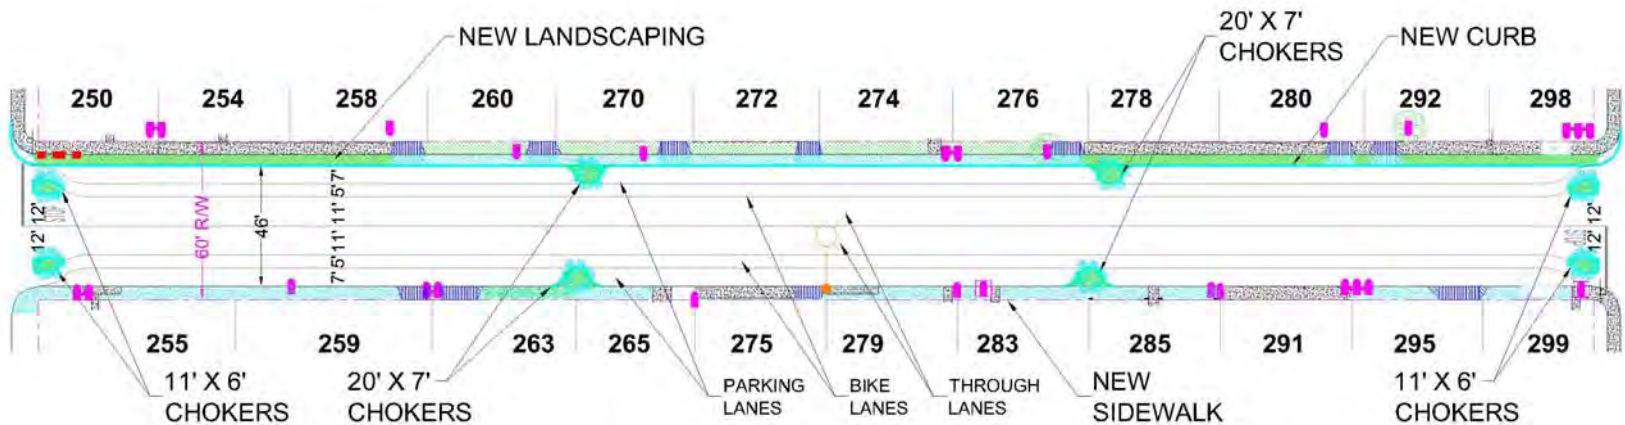 20' X 7'
CHOKERS
NEW LANDSCAPING
NEW CURB
250
254
258
260
270
272
274
276
278
280
292
298
60' R/W
46'
7' 5' 11' 11' 5' 7'
12' 12'
STOP
STOP
12' 12'
255
259
263
265
275
279
283
285
291
295
299
11' X 6'
CHOKERS
20' X 7'
CHOKERS
PARKING
LANES
BIKE
LANES
THROUGH
LANES
NEW
SIDEWALK
11' X 6'
CHOKERS